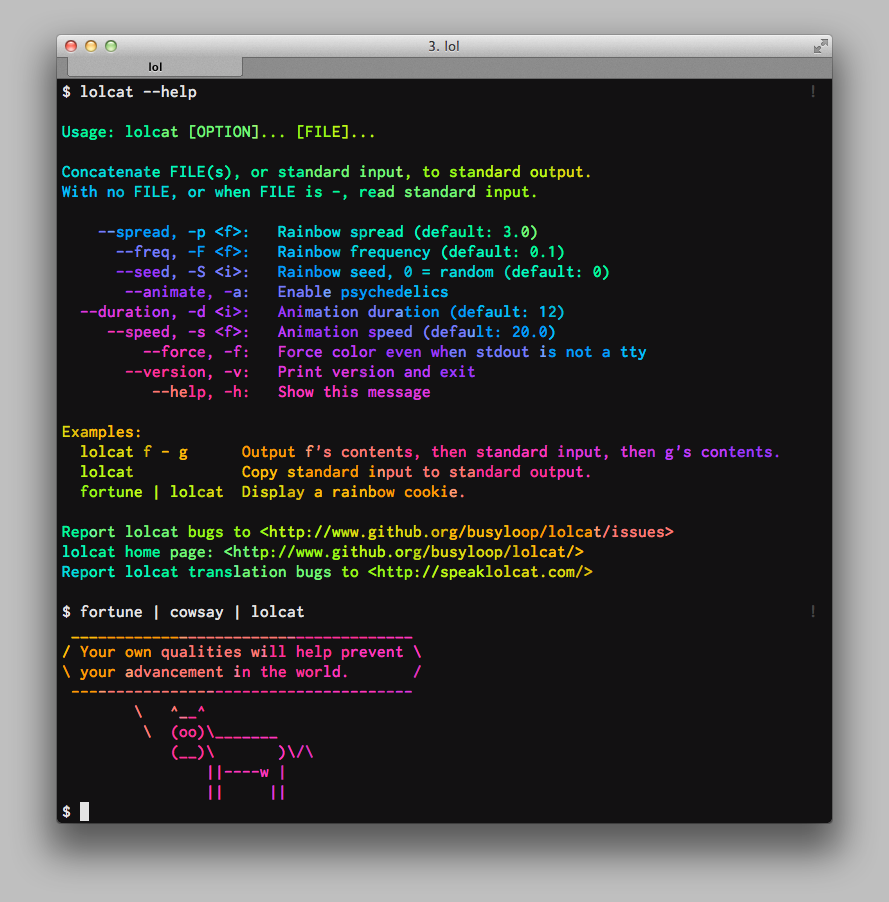 3. lol
lol
$ lolcat --help !
Usage: lolcat [OPTION]... [FILE]...
Concatenate FILE(s), or standard input, to standard output.
With no FILE, or when FILE is -, read standard input.
    --spread, -p <f>:   Rainbow spread (default: 3.0)
      --freq, -F <f>:   Rainbow frequency (default: 0.1)
      --seed, -S <i>:   Rainbow seed, 0 = random (default: 0)
       --animate, -a:   Enable psychedelics
  --duration, -d <i>:   Animation duration (default: 12)
     --speed, -s <f>:   Animation speed (default: 20.0)
         --force, -f:   Force color even when stdout is not a tty
       --version, -v:   Print version and exit
          --help, -h:   Show this message
Examples:
  lolcat f - g      Output f's contents, then standard input, then g's contents.
  lolcat            Copy standard input to standard output.
  fortune | lolcat  Display a rainbow cookie.
Report lolcat bugs to <http://www.github.org/busyloop/lolcat/issues>
lolcat home page: <http://www.github.org/busyloop/lolcat/>
Report lolcat translation bugs to <http://speaklolcat.com/>
$ fortune | cowsay | lolcat !
 ______________________________________
/ Your own qualities will help prevent \
\ your advancement in the world.       /
 --------------------------------------
        \   ^__^
         \  (oo)\_______
            (__)\       )\/\
                ||----w |
                ||     ||
$